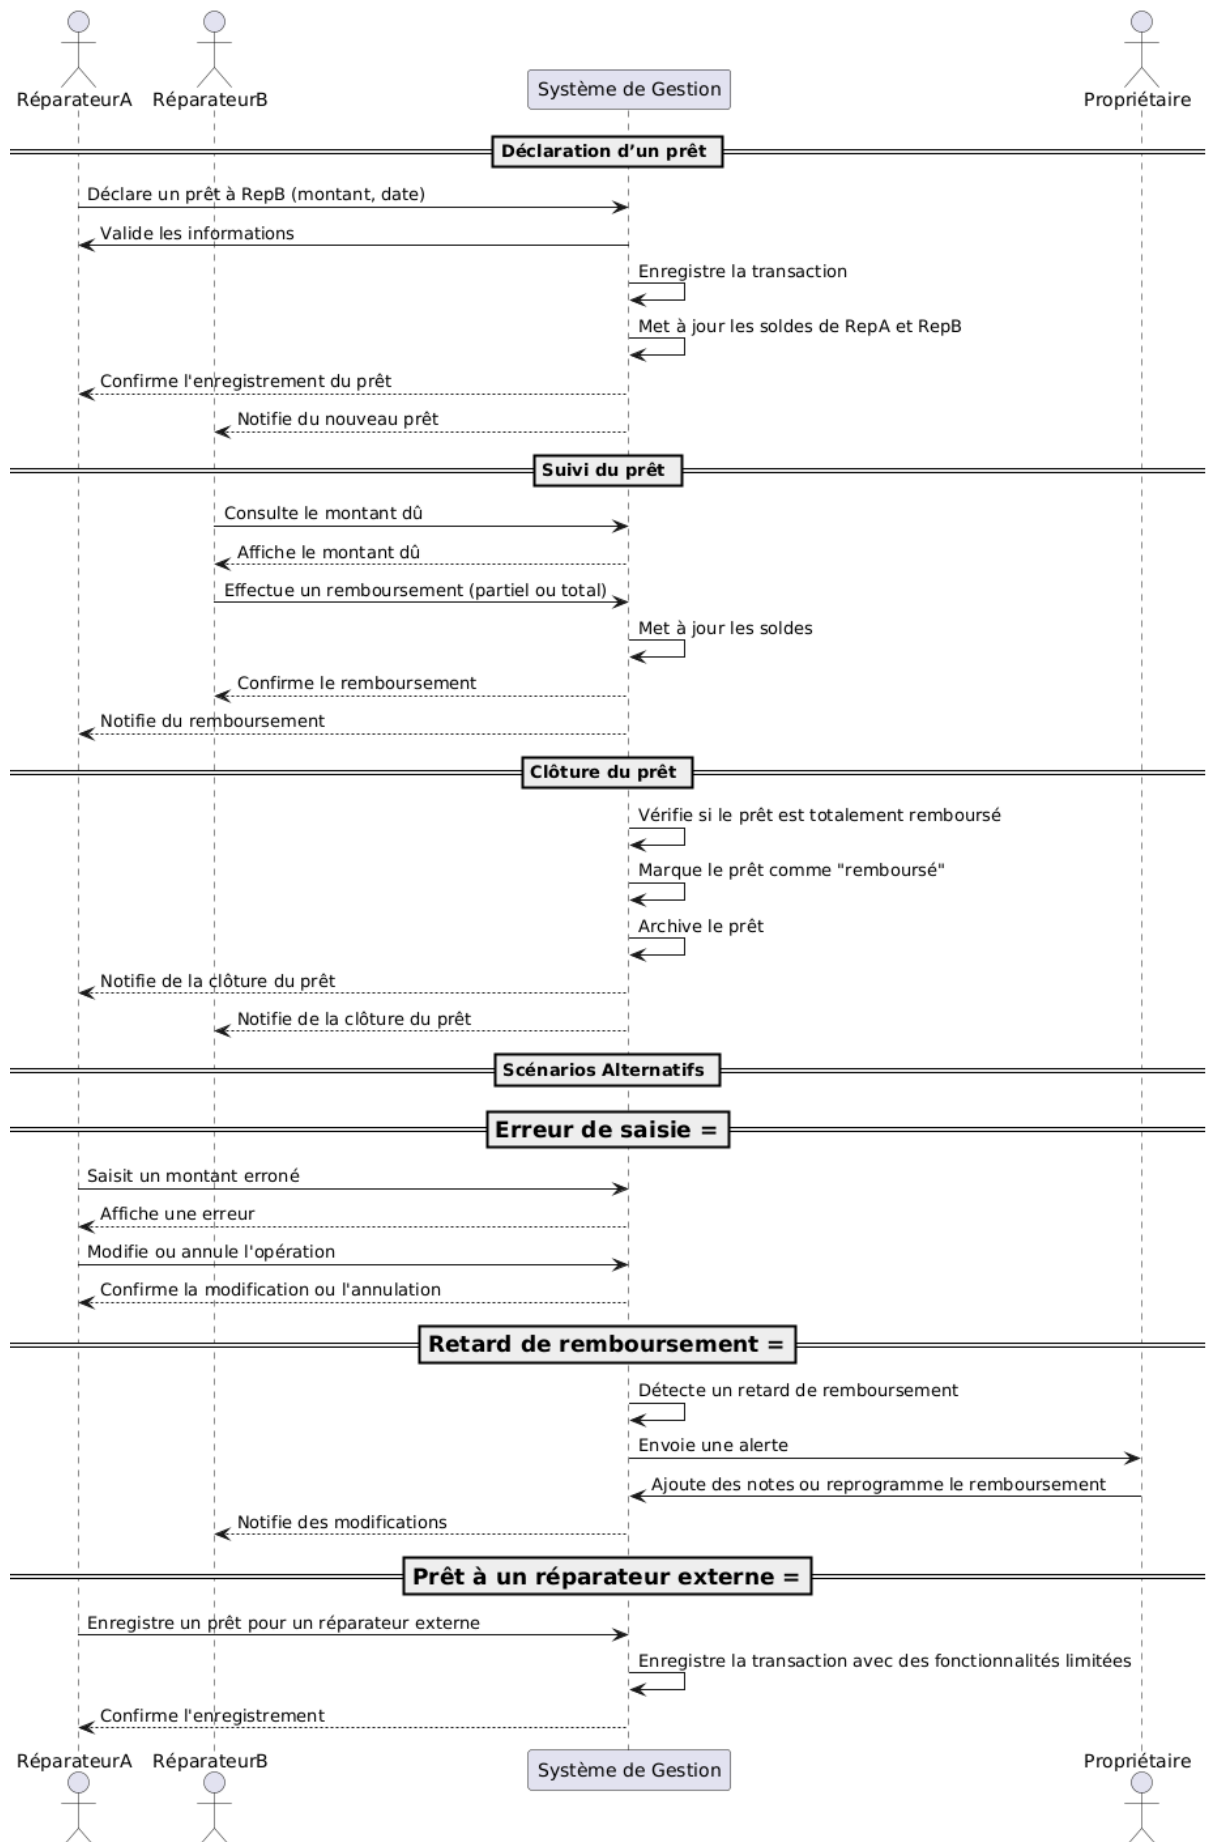 RéparateurA
RéparateurB
Système de Gestion
Propriétaire
Déclaration d’un prêt
Déclare un prêt à RepB (montant, date)
Valide les informations
Enregistre la transaction
Met à jour les soldes de RepA et RepB
Confirme l'enregistrement du prêt
Notifie du nouveau prêt
Suivi du prêt
Consulte le montant dû
Affiche le montant dû
Effectue un remboursement (partiel ou total)
Met à jour les soldes
Confirme le remboursement
Notifie du remboursement
Clôture du prêt
Vérifie si le prêt est totalement remboursé
Marque le prêt comme "remboursé"
Archive le prêt
Notifie de la clôture du prêt
Notifie de la clôture du prêt
Scénarios Alternatifs
Erreur de saisie =
Saisit un montant erroné
Affiche une erreur
Modifie ou annule l'opération
Confirme la modification ou l'annulation
Retard de remboursement =
Détecte un retard de remboursement
Envoie une alerte
Ajoute des notes ou reprogramme le remboursement
Notifie des modifications
Prêt à un réparateur externe =
Enregistre un prêt pour un réparateur externe
Enregistre la transaction avec des fonctionnalités limitées
Confirme l'enregistrement
RéparateurA
RéparateurB
Système de Gestion
Propriétaire